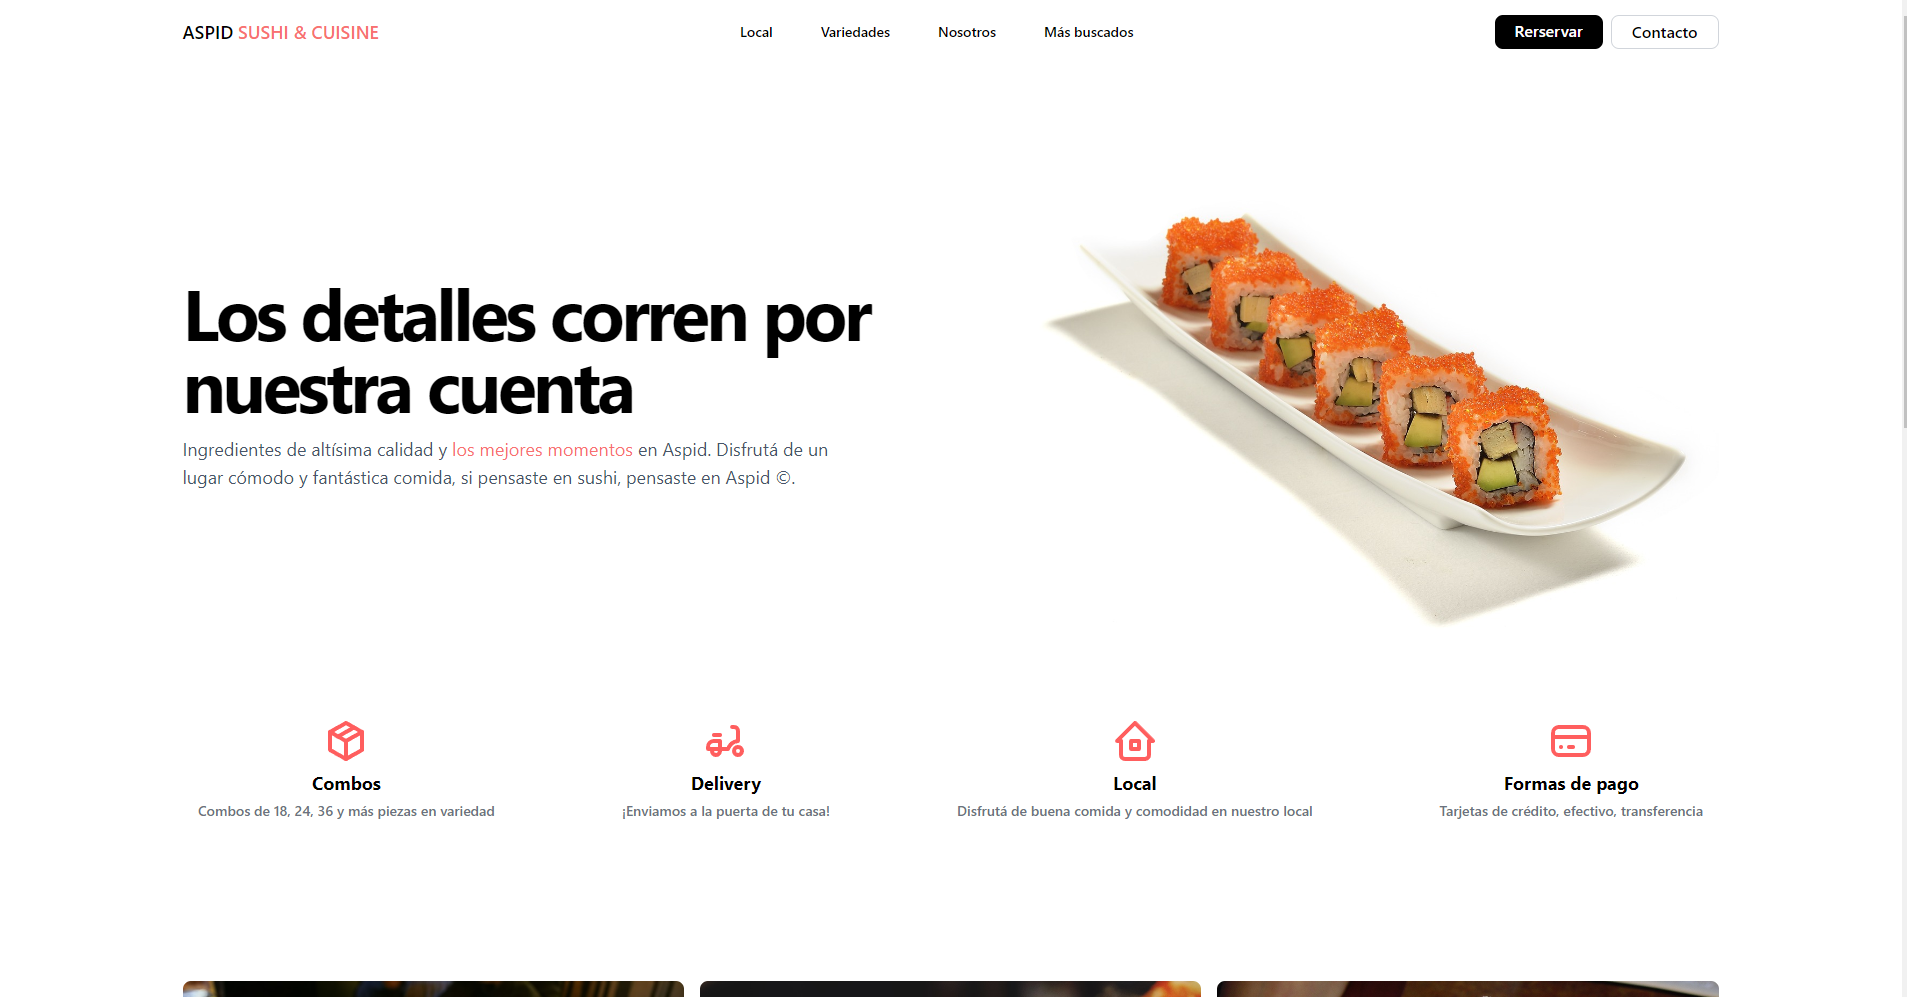 ASPID SUSHI & CUISINE
Local
Variedades
Nosotros
Más buscados
Rerservar
Contacto
Los detalles corren por
nuestra cuenta
Ingredientes de altísima calidad y los mejores momentos en Aspid. Disfrutá de un
lugar cómodo y fantástica comida, si pensaste en sushi, pensaste en Aspid ©.
Combos
Combos de 18, 24, 36 y más piezas en variedad
Delivery
¡Enviamos a la puerta de tu casa!
Local
Disfrutá de buena comida y comodidad en nuestro local
Formas de pago
Tarjetas de crédito, efectivo, transferencia